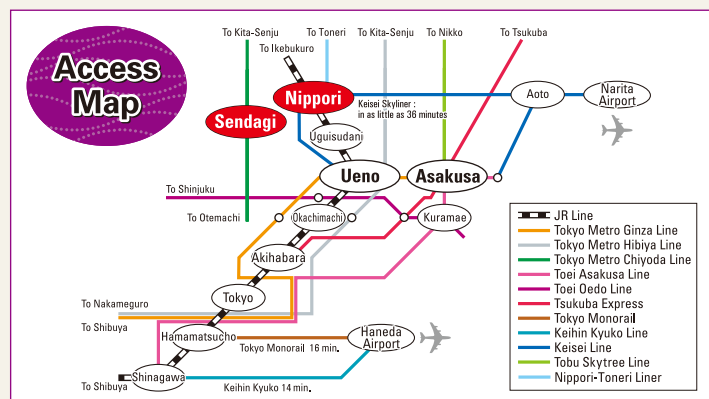 Access
Map
To Kita-Senju
To Toneri
To Kita-Senju
To Nikko
To Tsukuba
To Ikebukuro
Nippori
Keisei Skyliner :
in as little as 36 minutes
Aoto
Narita
Airport
Sendagi
Uguisudani
Ueno
Asakusa
To Shinjuku
To Otemachi
Okachimachi
Kuramae
Akihabara
Tokyo
To Nakameguro
To Shibuya
Hamamatsucho
Tokyo Monorail 16 min.
Haneda
Airport
To Shibuya
Shinagawa
Keihin Kyuko 14 min.
JR Line
Tokyo Metro Ginza Line
Tokyo Metro Hibiya Line
Tokyo Metro Chiyoda Line
Toei Asakusa Line
Toei Oedo Line
Tsukuba Express
Tokyo Monorail
Keihin Kyuko Line
Keisei Line
Tobu Skytree Line
Nippori-Toneri Liner